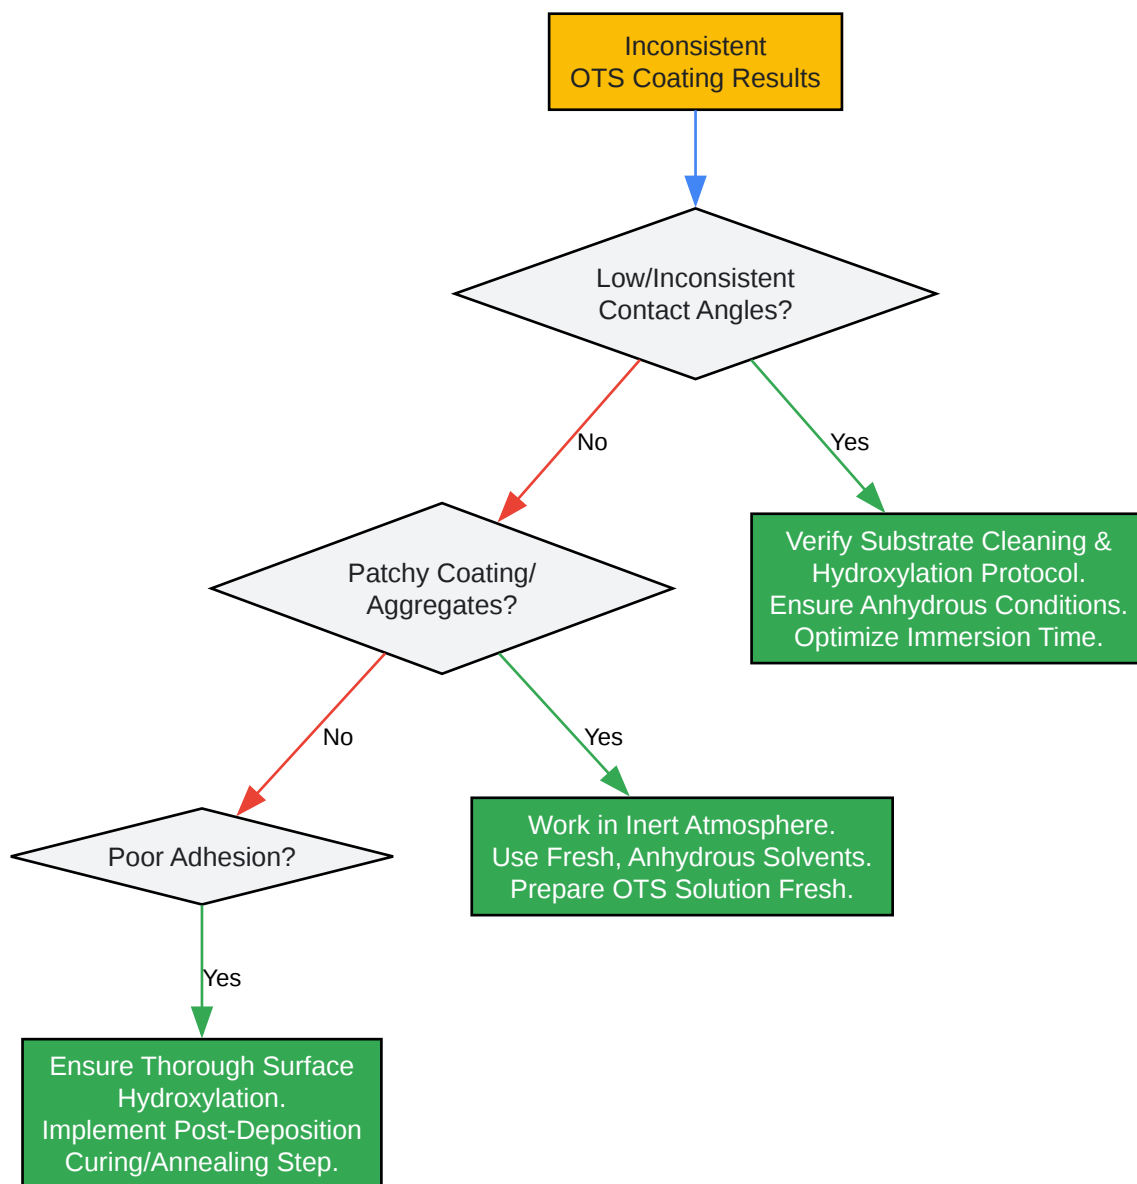 Inconsistent
OTS Coating Results
Low/Inconsistent
Contact Angles?
No
Yes
Verify Substrate Cleaning &
Hydroxylation Protocol.
Ensure Anhydrous Conditions.
Optimize Immersion Time.
Patchy Coating/
Aggregates?
No
Yes
Work in Inert Atmosphere.
Use Fresh, Anhydrous Solvents.
Prepare OTS Solution Fresh.
Poor Adhesion?
Yes
Ensure Thorough Surface
Hydroxylation.
Implement Post-Deposition
Curing/Annealing Step.